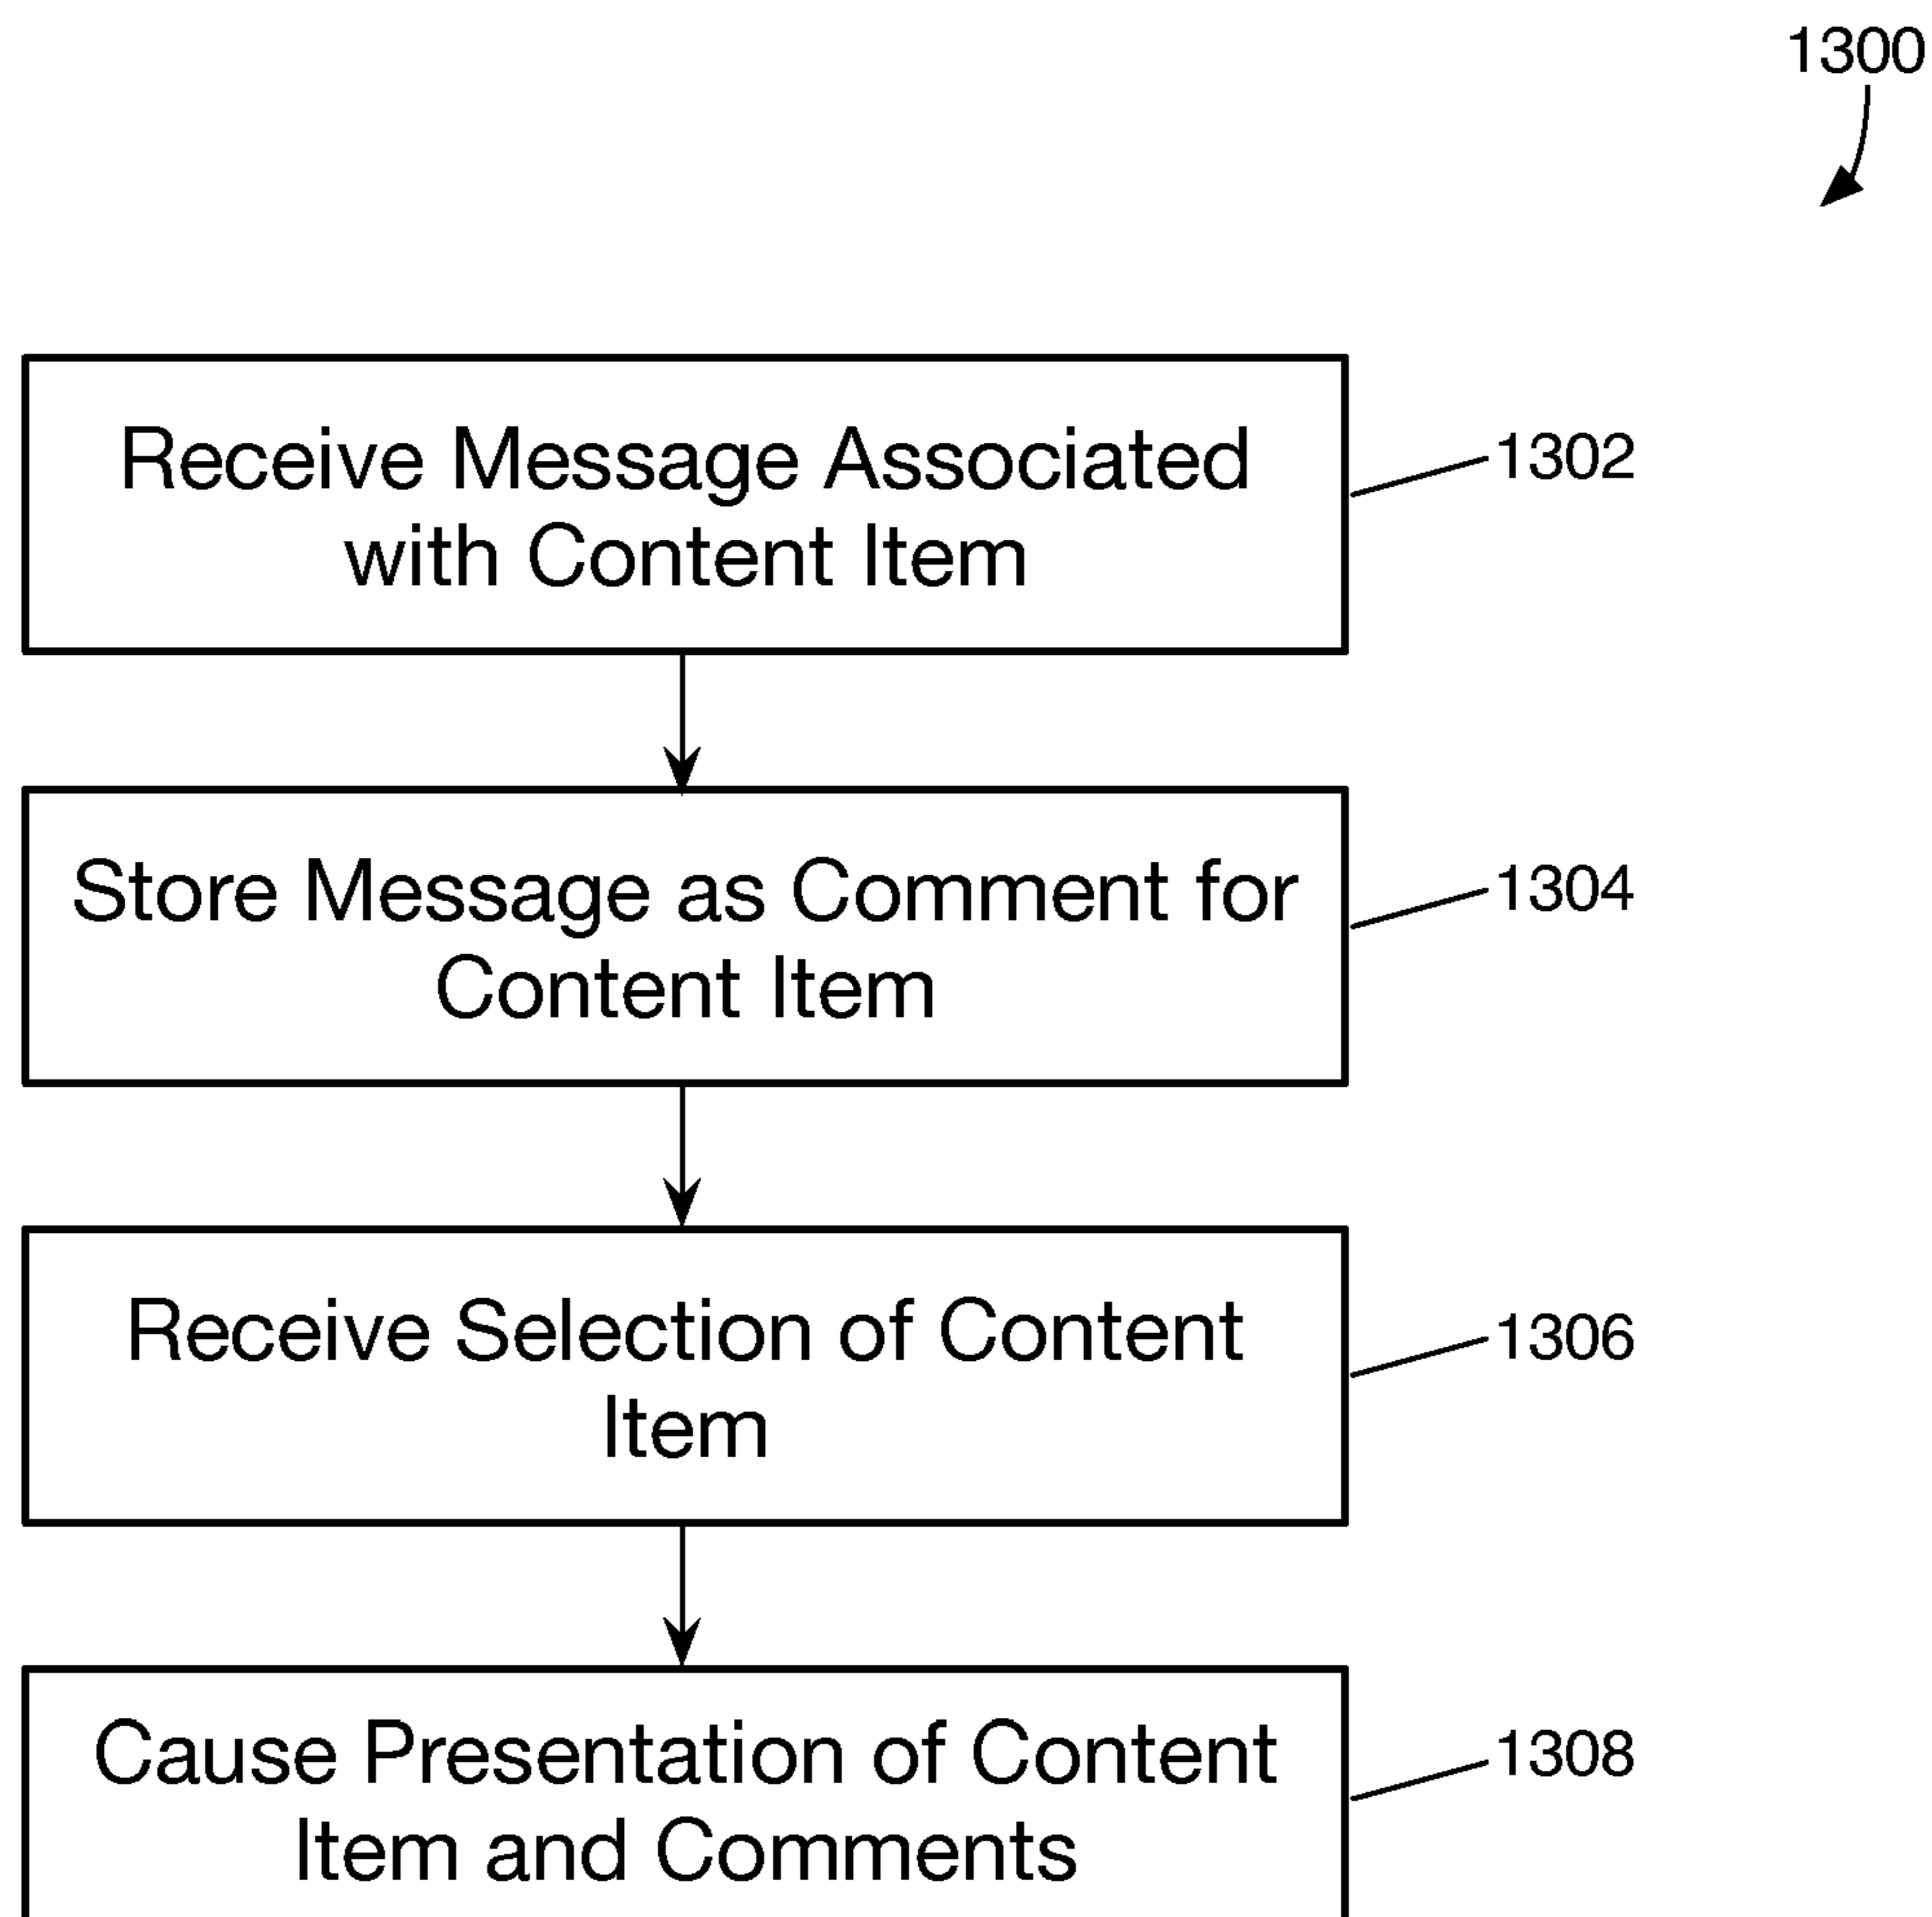 1300
Receive Message Associated
with Content Item
1302
Store Message as Comment for
Content Item
1304
Receive Selection of Content
Item
1306
Cause Presentation of Content
Item and Comments
1308